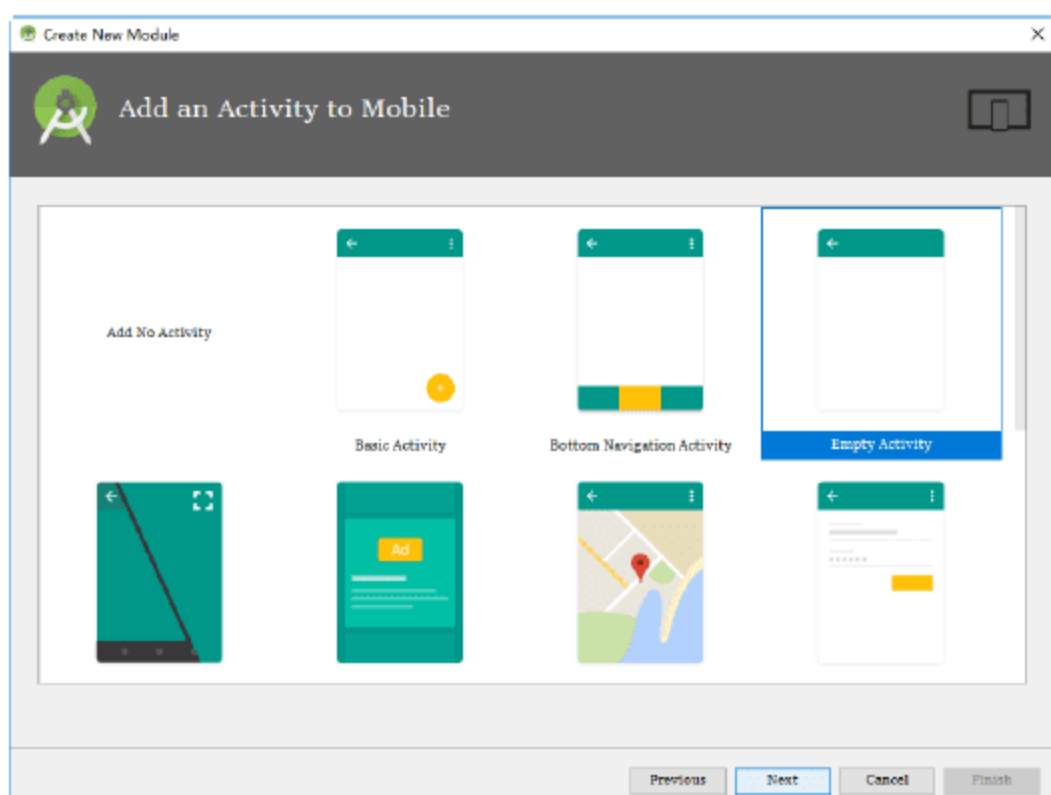 Create New Module
Add an Activity to Mobile
Add No Activity
Basic Activity
Bottom Navigation Activity
Empty Activity
Ad
Previous
Next
Cancel
Finish